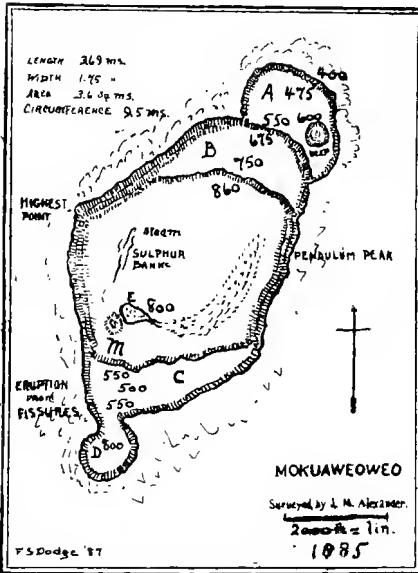 LENGTH 3.69 ms.
WIDTH 1.75 "
AREA 3.6 Sq ms.
CIRCUMFERENCE 9.5 ms.
400
A 475
550 600
DEEP
675
B
750
860
HIGHEST
POINT
steam
SULPHUR
BANKS
PENDULUM PEAK
E 800
M
550 C
500
550
ERUPTION
FROM
FISSURES
D 800
MOKUAWEOWEO
Surveyed by J. M. Alexander.
2000 ft = 1 in.
1885
F S Dodge '87